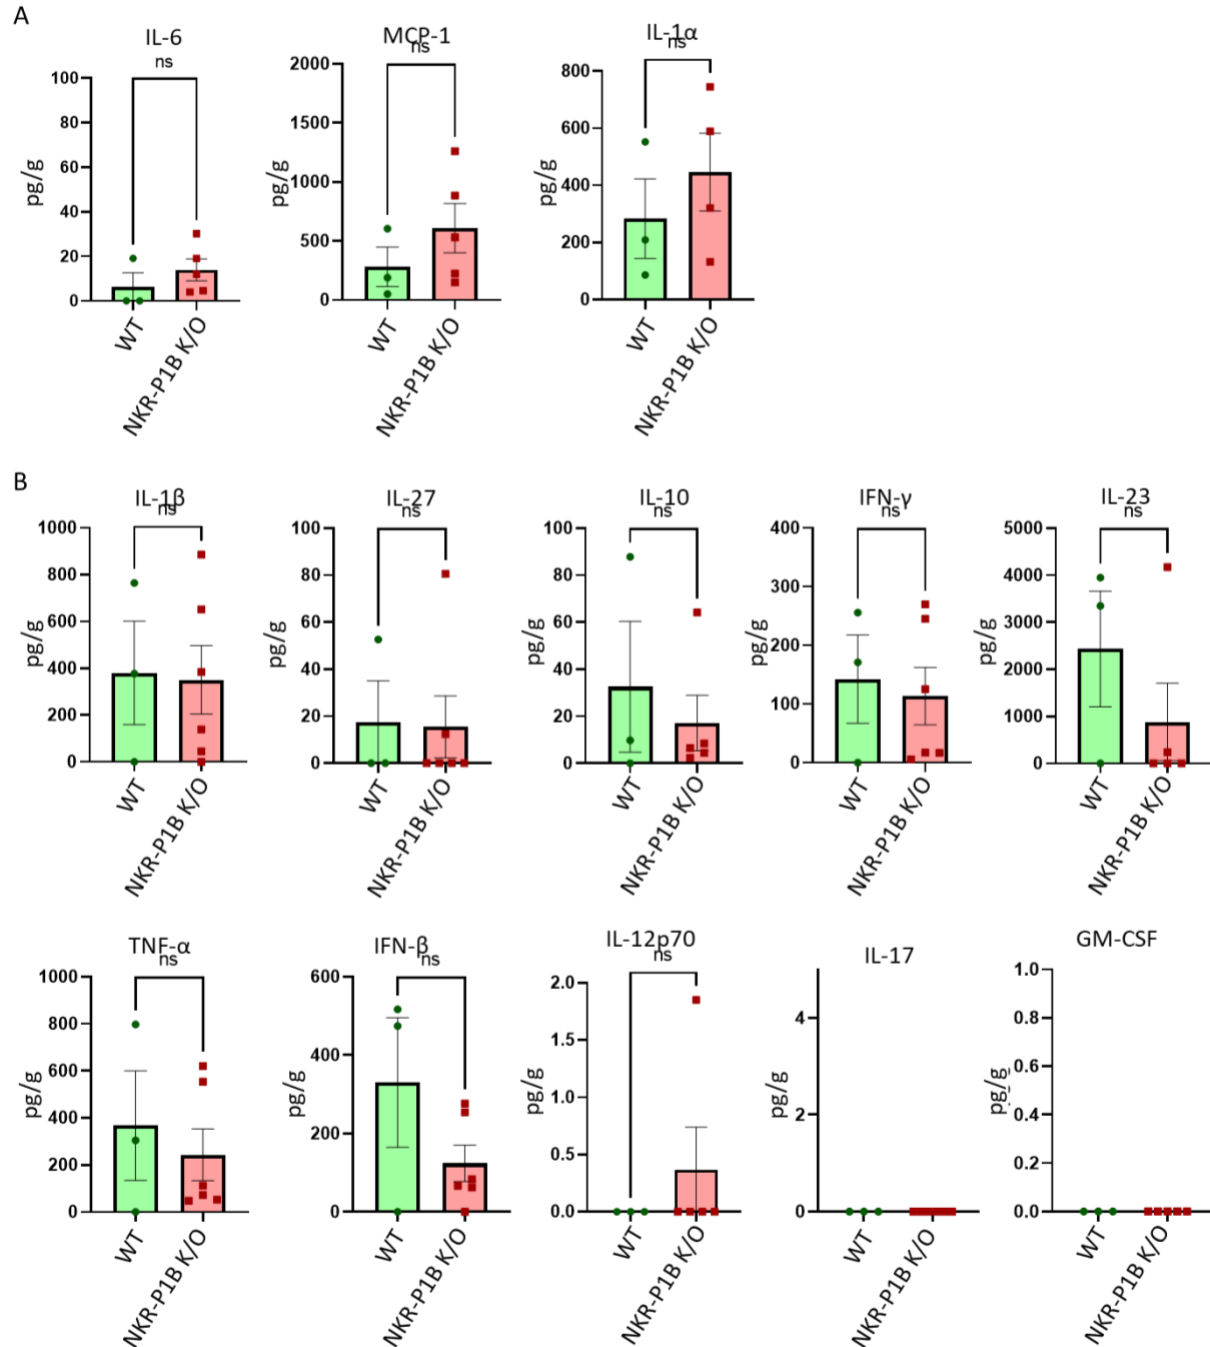 A
IL-6
ns
100
80
60
40
20
0
pg/g
WT
NKR-P1B K/O
MCP-1
ns
2000
1500
1000
500
0
pg/g
WT
NKR-P1B K/O
IL-1α
ns
800
600
400
200
0
pg/g
WT
NKR-P1B K/O
B
IL-1β
ns
1000
800
600
400
200
0
pg/g
WT
NKR-P1B K/O
IL-27
ns
100
80
60
40
20
0
pg/g
WT
NKR-P1B K/O
IL-10
ns
100
80
60
40
20
0
pg/g
WT
NKR-P1B K/O
IFN-γ
ns
400
300
200
100
0
pg/g
WT
NKR-P1B K/O
IL-23
ns
5000
4000
3000
2000
1000
0
pg/g
WT
NKR-P1B K/O
TNF-α
ns
1000
800
600
400
200
0
pg/g
WT
NKR-P1B K/O
IFN-β
ns
600
400
200
0
pg/g
WT
NKR-P1B K/O
IL-12p70
ns
2.0
1.5
1.0
0.5
0.0
pg/g
WT
NKR-P1B K/O
IL-17
4
2
0
pg/g
WT
NKR-P1B K/O
GM-CSF
1.0
0.8
0.6
0.4
0.2
0.0
pg/g
WT
NKR-P1B K/O